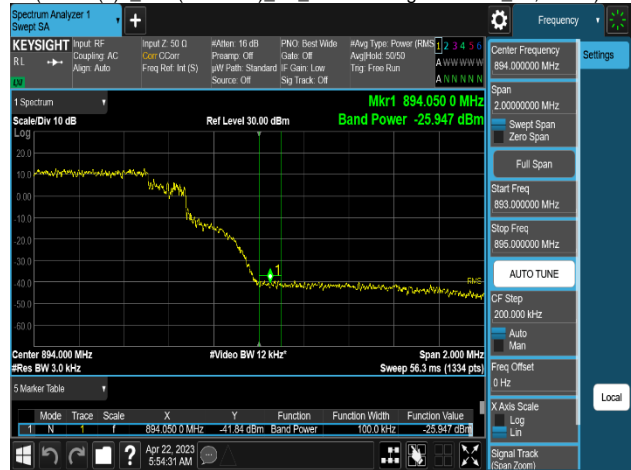 Spectrum Analyzer 1
Swept SA
Frequency
KEYSIGHT
RL
LW
Input: RF
Coupling: AC
Align: Auto
Input Z: 50 Ω
Corr CCorr
Freq Ref: Int (S)
#Atten: 16 dB
Preamp: Off
µW Path: Standard
Source: Off
PNO: Best Wide
Gate: Off
IF Gain: Low
Sig Track: Off
#Avg Type: Power (RMS
Avg|Hold: 50/50
Trig: Free Run
1 2 3 4 5 6
A W W W W W
A N N N N N
1 Spectrum
Scale/Div 10 dB
Log
Ref Level 30.00 dBm
Mkr1 894.050 0 MHz
Band Power -25.947 dBm
20.0
10.0
0.00
-10.0
-20.0
-30.0
-40.0
-50.0
-60.0
1
RMS
Center 894.000 MHz
#Res BW 3.0 kHz
#Video BW 12 kHz*
Span 2.000 MHz
Sweep 56.3 ms (1334 pts)
5 Marker Table
Mode Trace Scale X Y Function Function Width Function Value
1 N 1 f 894.050 0 MHz -41.84 dBm Band Power 100.0 kHz -25.947 dBm
Apr 22, 2023
5:54:31 AM
Center Frequency
894.000000 MHz
Span
2.00000000 MHz
Swept Span
Zero Span
Full Span
Start Freq
893.000000 MHz
Stop Freq
895.000000 MHz
AUTO TUNE
CF Step
200.000 kHz
Auto
Man
Freq Offset
0 Hz
X Axis Scale
Log
Lin
Signal Track
(Span Zoom)
Settings
Local